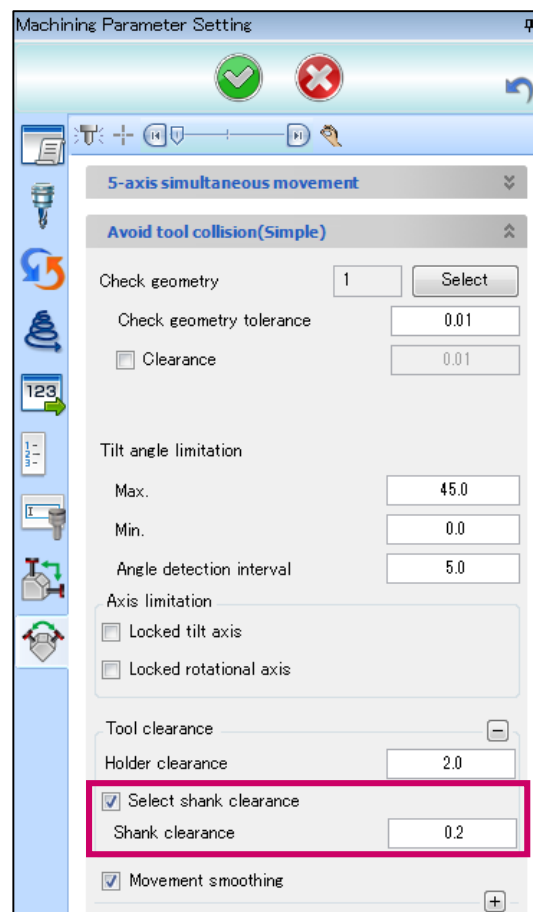 Machining Parameter Setting
5-axis simultaneous movement
Avoid tool collision(Simple)
Check geometry 1 Select
Check geometry tolerance 0.01
Clearance 0.01
123
1-
2-
3-
Tilt angle limitation
Max. 45.0
Min. 0.0
Angle detection interval 5.0
Axis limitation
Locked tilt axis
Locked rotational axis
Tool clearance
Holder clearance 2.0
Select shank clearance
Shank clearance 0.2
Movement smoothing